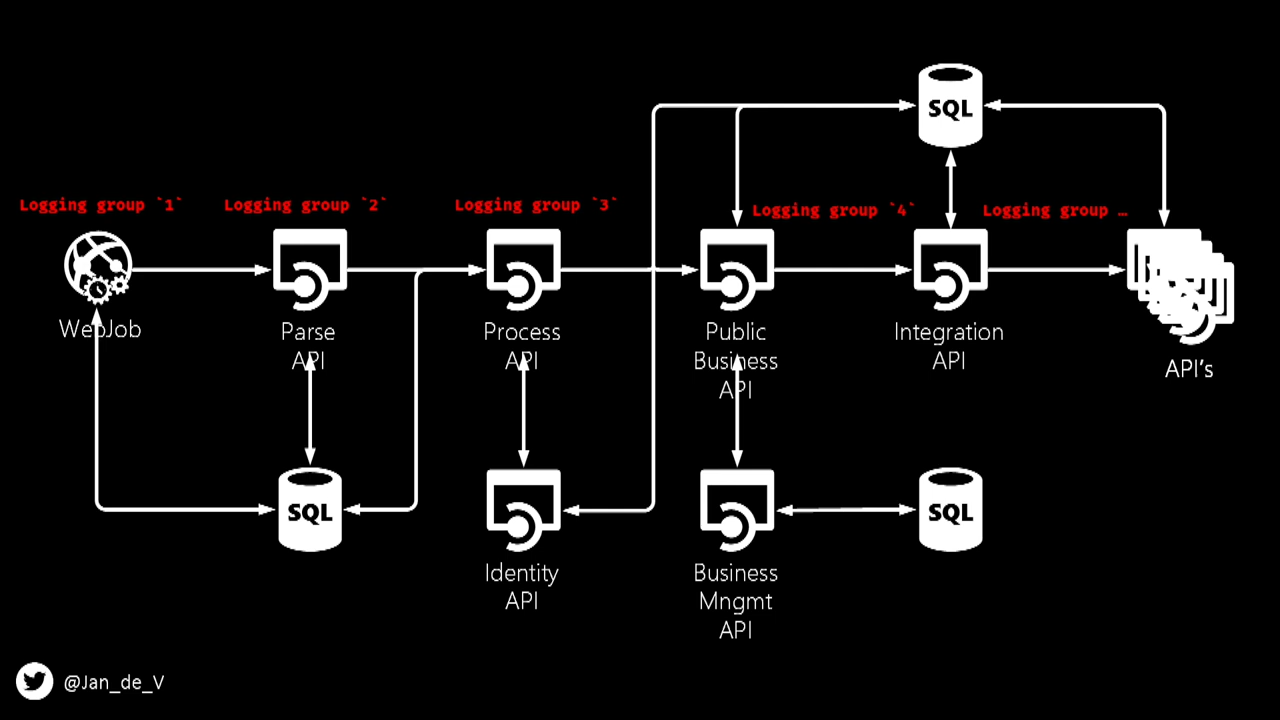 SQL
Logging group `1`
Logging group `2`
Logging group `3`
Logging group `4`
Logging group …
WebJob
Parse
API
Process
API
Public
Business
API
Integration
API
API's
SQL
SQL
Identity
API
Business
Mngmt
API
@Jan_de_V